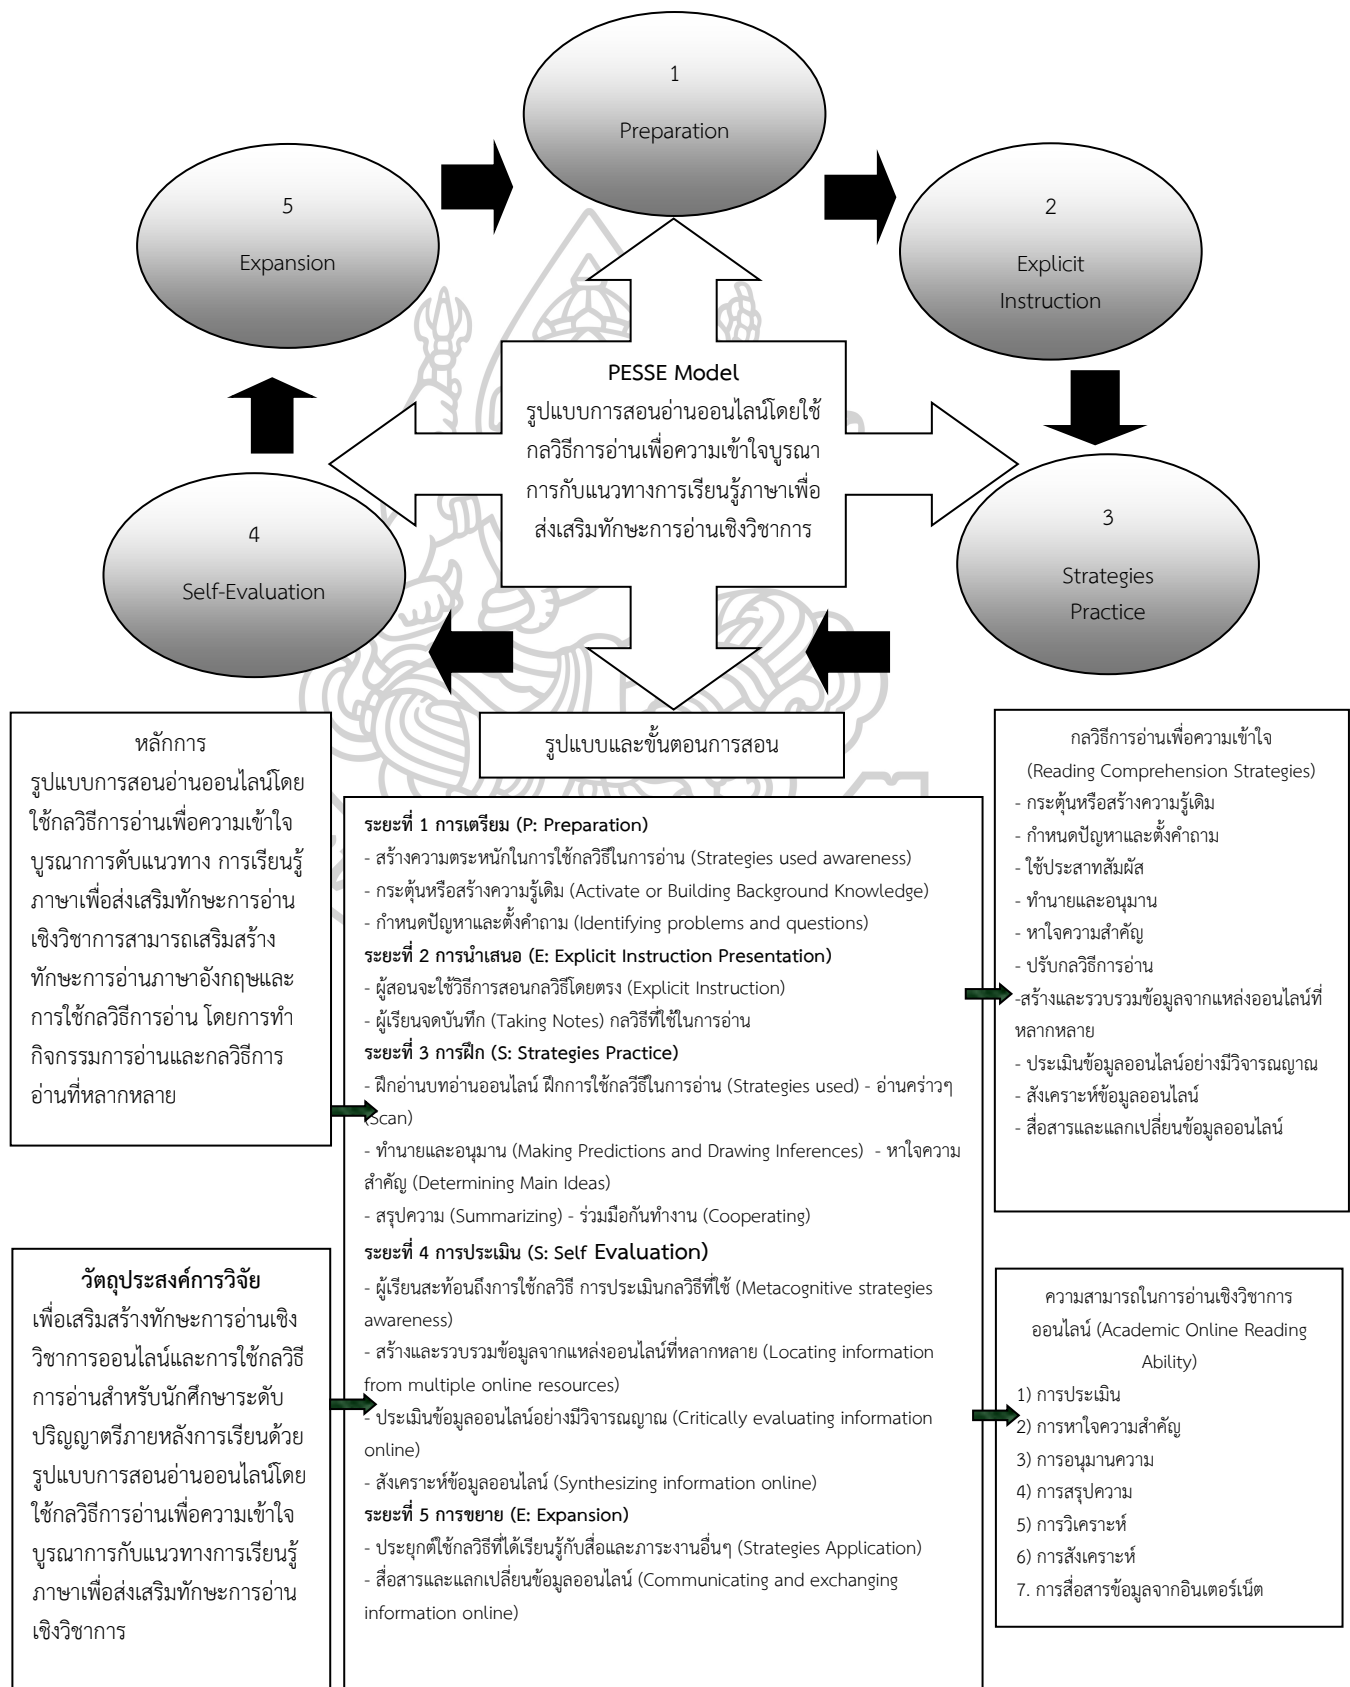 1
Preparation
5
Expansion
2
Explicit
Instruction
PESSE Model
รูปแบบการสอนอ่านออนไลน์โดยใช้
กลวิธีการอ่านเพื่อความเข้าใจบูรณา
การกับแนวทางการเรียนรู้ภาษาเพื่อ
ส่งเสริมทักษะการอ่านเชิงวิชาการ
4
Self-Evaluation
3
Strategies
Practice
หลักการ
รูปแบบการสอนอ่านออนไลน์โดย
ใช้กลวิธีการอ่านเพื่อความเข้าใจ
บูรณาการดับแนวทาง การเรียนรู้
ภาษาเพื่อส่งเสริมทักษะการอ่าน
เชิงวิชาการสามารถเสริมสร้าง
ทักษะการอ่านภาษาอังกฤษและ
การใช้กลวิธีการอ่าน โดยการทำ
กิจกรรมการอ่านและกลวิธีการ
อ่านที่หลากหลาย
วัตถุประสงค์การวิจัย
เพื่อเสริมสร้างทักษะการอ่านเชิง
วิชาการออนไลน์และการใช้กลวิธี
การอ่านสำหรับนักศึกษาระดับ
ปริญญาตรีภายหลังการเรียนด้วย
รูปแบบการสอนอ่านออนไลน์โดย
ใช้กลวิธีการอ่านเพื่อความเข้าใจ
บูรณาการกับแนวทางการเรียนรู้
ภาษาเพื่อส่งเสริมทักษะการอ่าน
เชิงวิชาการ
รูปแบบและขั้นตอนการสอน
ระยะที่ 1 การเตรียม (P: Preparation)
- สร้างความตระหนักในการใช้กลวิธีในการอ่าน (Strategies used awareness)
- กระตุ้นหรือสร้างความรู้เดิม (Activate or Building Background Knowledge)
- กำหนดปัญหาและตั้งคำถาม (Identifying problems and questions)
ระยะที่ 2 การนำเสนอ (E: Explicit Instruction Presentation)
- ผู้สอนจะใช้วิธีการสอนกลวิธีโดยตรง (Explicit Instruction)
- ผู้เรียนจดบันทึก (Taking Notes) กลวิธีที่ใช้ในการอ่าน
ระยะที่ 3 การฝึก (S: Strategies Practice)
- ฝึกอ่านบทอ่านออนไลน์ ฝึกการใช้กลวีธีในการอ่าน (Strategies used) - อ่านคร่าวๆ
(Scan)
- ทำนายและอนุมาน (Making Predictions and Drawing Inferences) - หาใจความ
สำคัญ (Determining Main Ideas)
- สรุปความ (Summarizing) - ร่วมมือกันทำงาน (Cooperating)
ระยะที่ 4 การประเมิน (S: Self Evaluation)
- ผู้เรียนสะท้อนถึงการใช้กลวิธี การประเมินกลวิธีที่ใช้ (Metacognitive strategies
awareness)
- สร้างและรวบรวมข้อมูลจากแหล่งออนไลน์ที่หลากหลาย (Locating information
from multiple online resources)
- ประเมินข้อมูลออนไลน์อย่างมีวิจารณญาณ (Critically evaluating information
online)
- สังเคราะห์ข้อมูลออนไลน์ (Synthesizing information online)
ระยะที่ 5 การขยาย (E: Expansion)
- ประยุกต์ใช้กลวิธีที่ได้เรียนรู้กับสื่อและภาระงานอื่นๆ (Strategies Application)
- สื่อสารและแลกเปลี่ยนข้อมูลออนไลน์ (Communicating and exchanging
information online)
กลวิธีการอ่านเพื่อความเข้าใจ
(Reading Comprehension Strategies)
- กระตุ้นหรือสร้างความรู้เดิม
- กำหนดปัญหาและตั้งคำถาม
- ใช้ประสาทสัมผัส
- ทำนายและอนุมาน
- หาใจความสำคัญ
- ปรับกลวิธีการอ่าน
-สร้างและรวบรวมข้อมูลจากแหล่งออนไลน์ที่
หลากหลาย
- ประเมินข้อมูลออนไลน์อย่างมีวิจารณญาณ
- สังเคราะห์ข้อมูลออนไลน์
- สื่อสารและแลกเปลี่ยนข้อมูลออนไลน์
ความสามารถในการอ่านเชิงวิชาการ
ออนไลน์ (Academic Online Reading
Ability)
1) การประเมิน
2) การหาใจความสำคัญ
3) การอนุมานความ
4) การสรุปความ
5) การวิเคราะห์
6) การสังเคราะห์
7. การสื่อสารข้อมูลจากอินเตอร์เน็ต